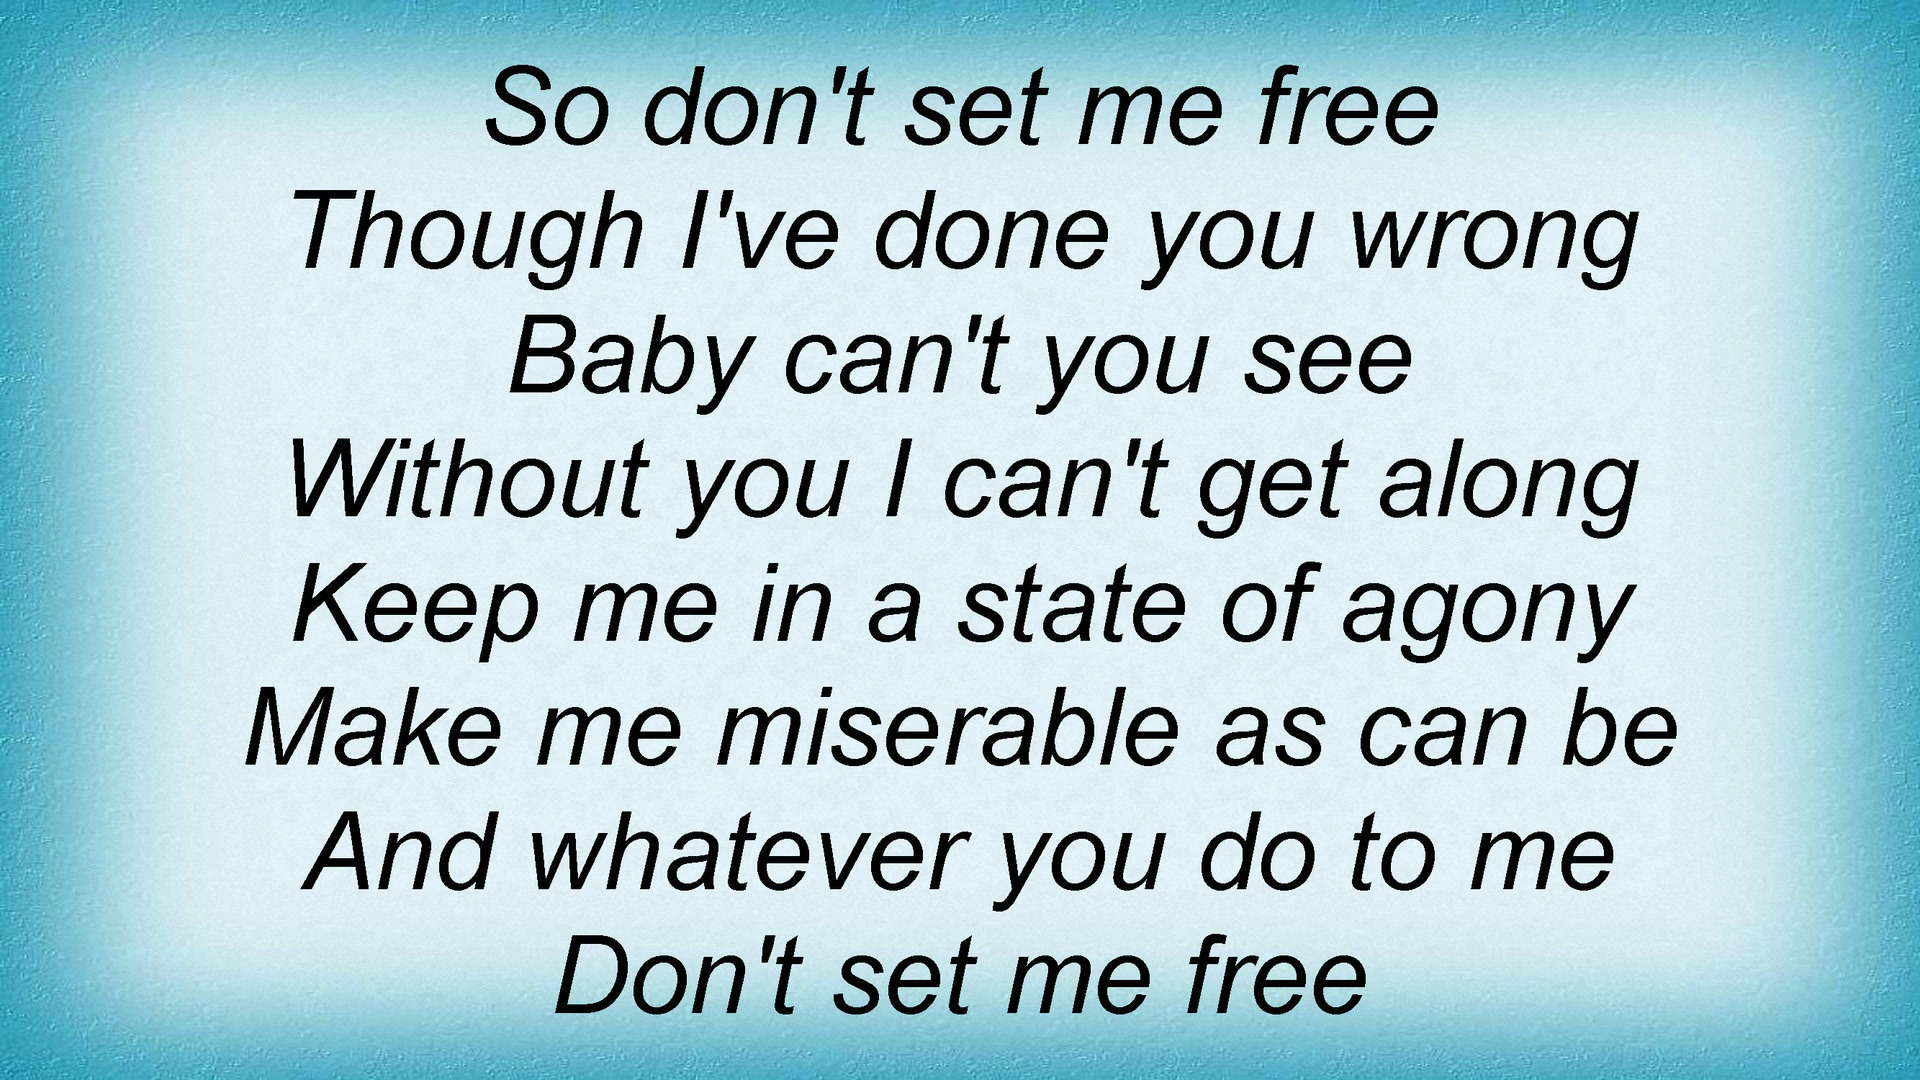 So don't set me free
Though I've done you wrong
Baby can't you see
Without you I can't get along
Keep me in a state of agony
Make me miserable as can be
And whatever you do to me
Don't set me free